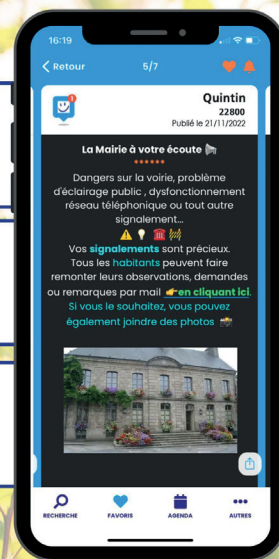 16:19
Retour
5/7
1
Quintin
22800
Publié le 21/11/2022
La Mairie à votre écoute
Dangers sur la voirie, problème
d'éclairage public , dysfonctionnement
réseau téléphonique ou tout autre
signalement...
Vos signalements sont précieux.
Tous les habitants peuvent faire
remonter leurs observations, demandes
ou remarques par mail en cliquant ici.
Si vous le souhaitez, vous pouvez
également joindre des photos
RECHERCHE
FAVORIS
AGENDA
AUTRES